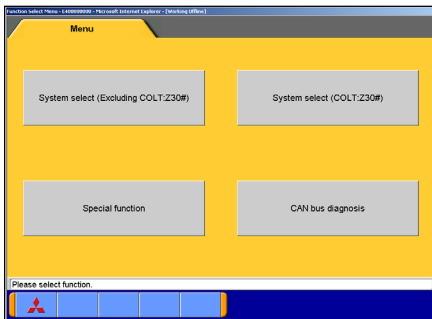 Function Select Menu - E400000000 - Microsoft Internet Explorer - [Working Offline]
Menu
System select (Excluding COLT:Z30#)
System select (COLT:Z30#)
Special function
CAN bus diagnosis
Please select function.